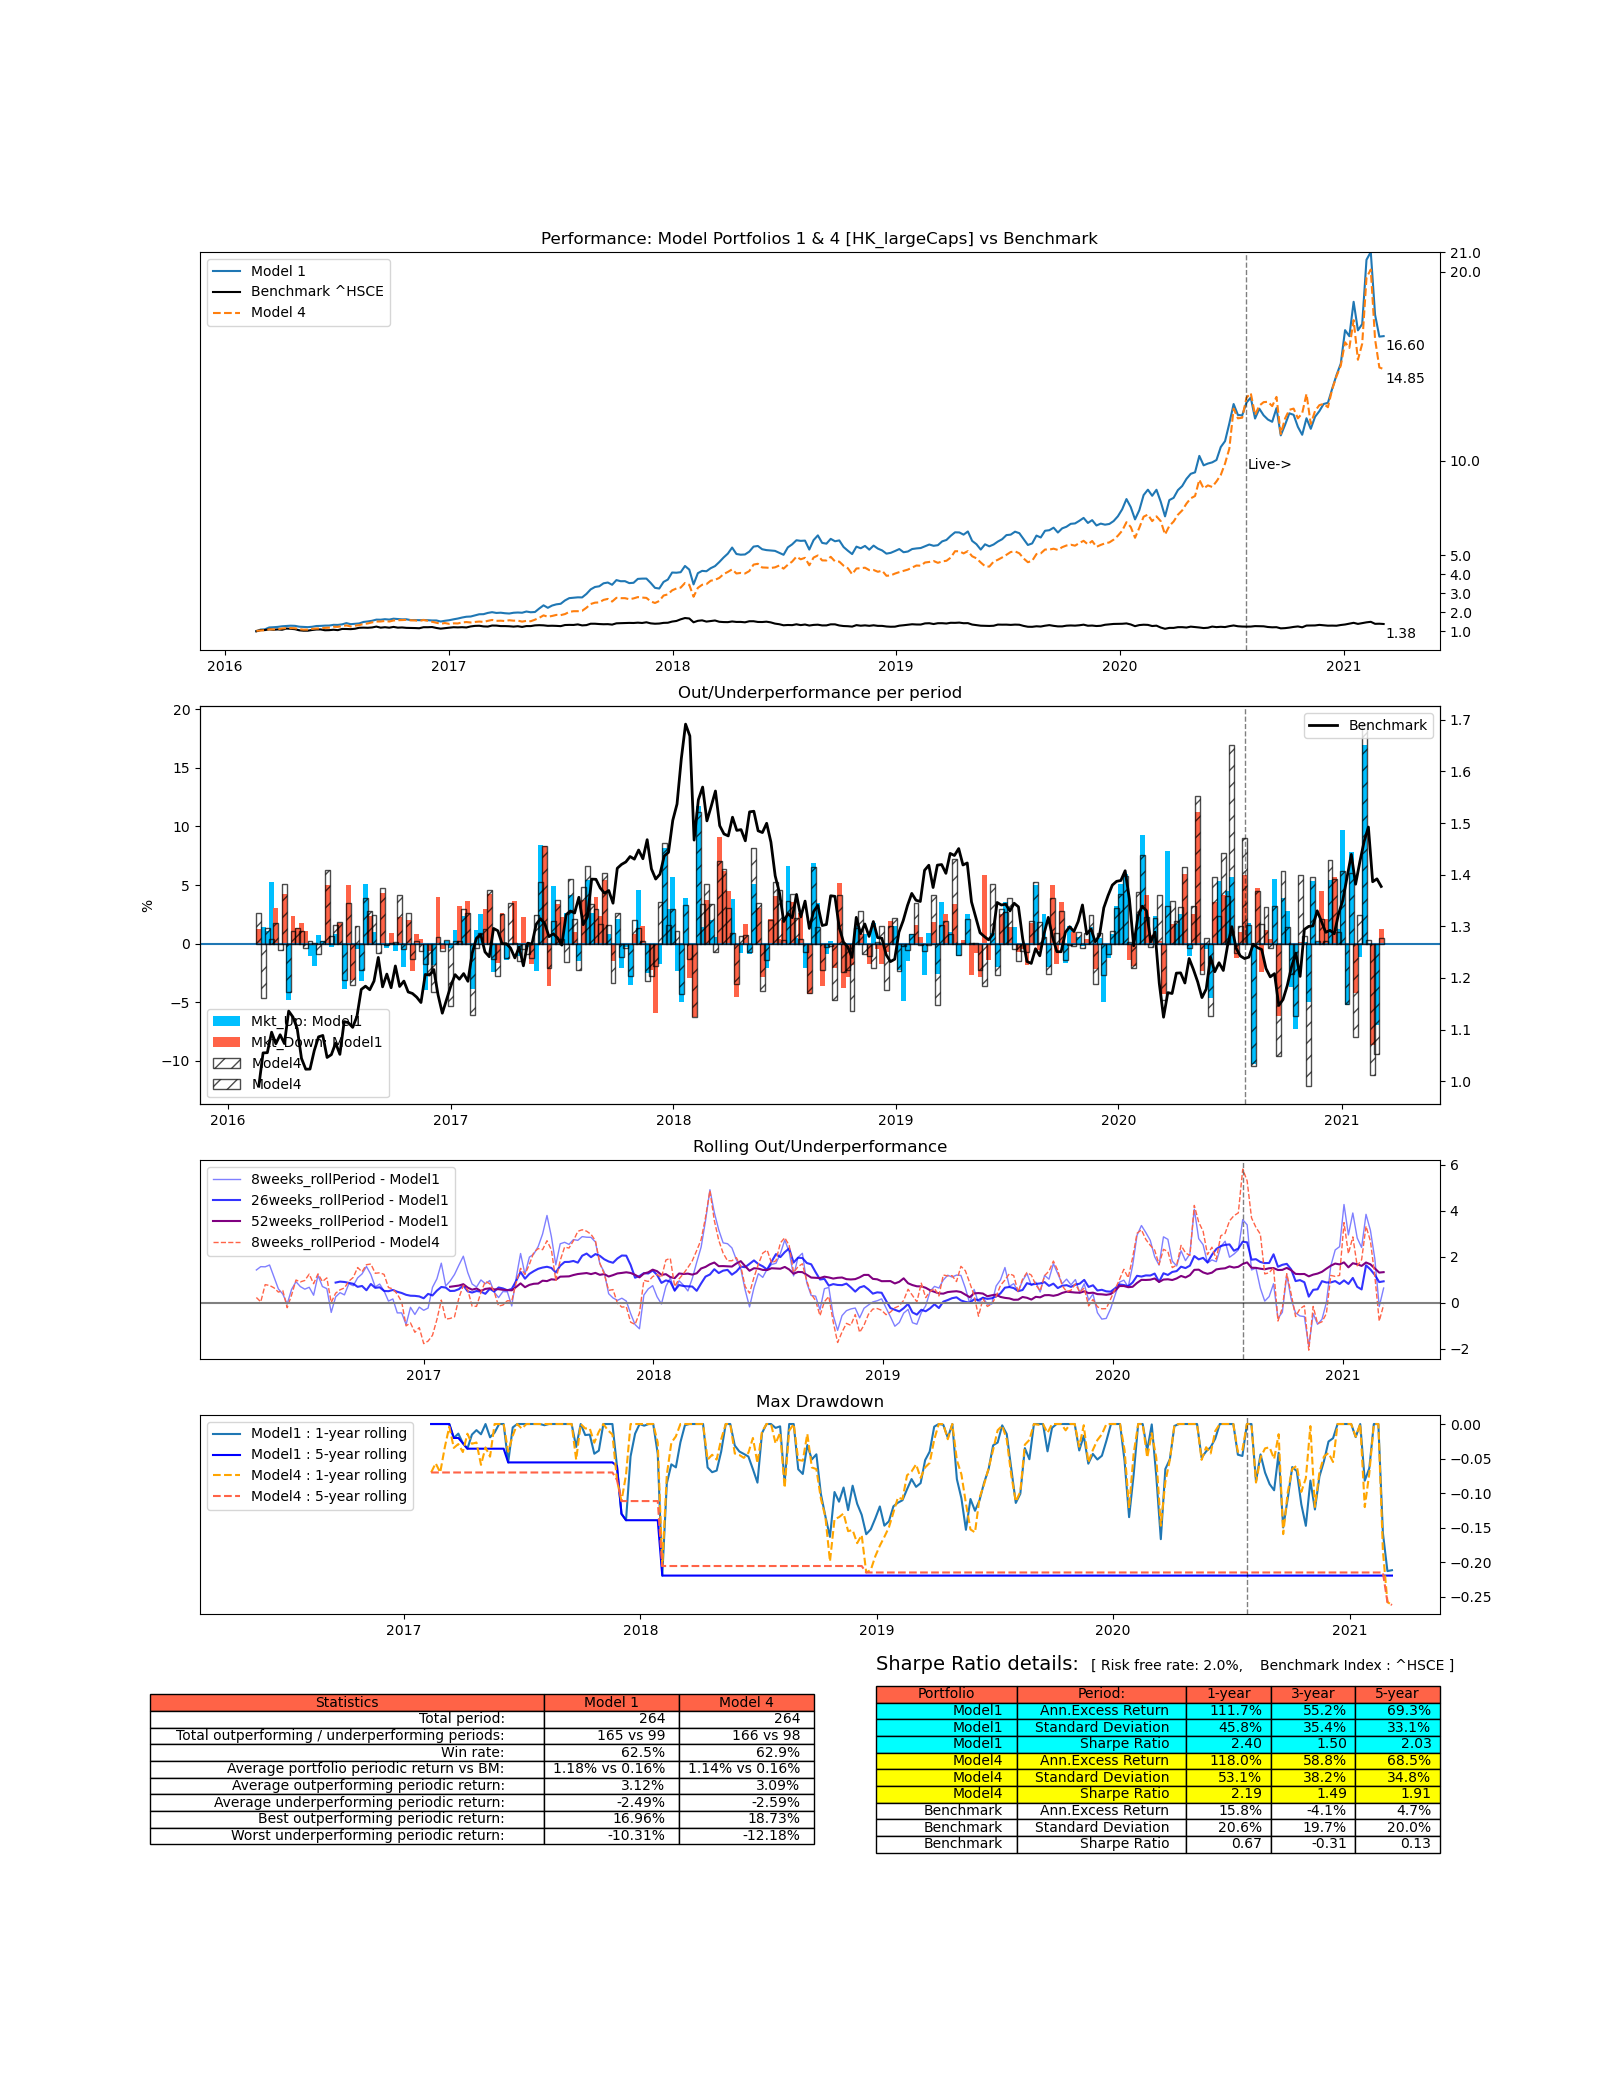 Performance: Model Portfolios 1 & 4 [HK_largeCaps] vs Benchmark
Model 1
Benchmark ^HSCE
Model 4
21.0
20.0
16.60
14.85
10.0
Live->
5.0
4.0
3.0
2.0
1.0
1.38
2016 2017 2018 2019 2020 2021
Out/Underperformance per period
%
20
15
10
5
0
−5
−10
Benchmark
1.7
1.6
1.5
1.4
1.3
1.2
1.1
1.0
Mkt_Up: Model1
Mkt_Down: Model1
Model4
Model4
2016 2017 2018 2019 2020 2021
Rolling Out/Underperformance
8weeks_rollPeriod - Model1
26weeks_rollPeriod - Model1
52weeks_rollPeriod - Model1
8weeks_rollPeriod - Model4
6
4
2
0
−2
2017 2018 2019 2020 2021
Max Drawdown
Model1 : 1-year rolling
Model1 : 5-year rolling
Model4 : 1-year rolling
Model4 : 5-year rolling
0.00
−0.05
−0.10
−0.15
−0.20
−0.25
2017 2018 2019 2020 2021
Statistics Model 1 Model 4
Total period: 264 264
Total outperforming / underperforming periods: 165 vs 99 166 vs 98
Win rate: 62.5% 62.9%
Average portfolio periodic return vs BM: 1.18% vs 0.16% 1.14% vs 0.16%
Average outperforming periodic return: 3.12% 3.09%
Average underperforming periodic return: -2.49% -2.59%
Best outperforming periodic return: 16.96% 18.73%
Worst underperforming periodic return: -10.31% -12.18%
Sharpe Ratio details: [ Risk free rate: 2.0%, Benchmark Index : ^HSCE ]
Portfolio Period: 1-year 3-year 5-year
Model1 Ann.Excess Return 111.7% 55.2% 69.3%
Model1 Standard Deviation 45.8% 35.4% 33.1%
Model1 Sharpe Ratio 2.40 1.50 2.03
Model4 Ann.Excess Return 118.0% 58.8% 68.5%
Model4 Standard Deviation 53.1% 38.2% 34.8%
Model4 Sharpe Ratio 2.19 1.49 1.91
Benchmark Ann.Excess Return 15.8% -4.1% 4.7%
Benchmark Standard Deviation 20.6% 19.7% 20.0%
Benchmark Sharpe Ratio 0.67 -0.31 0.13